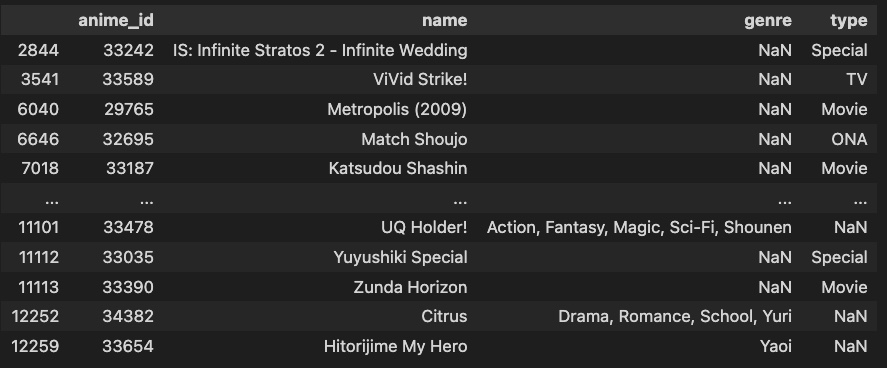 anime_id name genre type
2844 33242 IS: Infinite Stratos 2 - Infinite Wedding NaN Special
3541 33589 ViVid Strike! NaN TV
6040 29765 Metropolis (2009) NaN Movie
6646 32695 Match Shoujo NaN ONA
7018 33187 Katsudou Shashin NaN Movie
... ... ... ... ...
11101 33478 UQ Holder! Action, Fantasy, Magic, Sci-Fi, Shounen NaN
11112 33035 Yuyushiki Special NaN Special
11113 33390 Zunda Horizon NaN Movie
12252 34382 Citrus Drama, Romance, School, Yuri NaN
12259 33654 Hitorijime My Hero Yaoi NaN